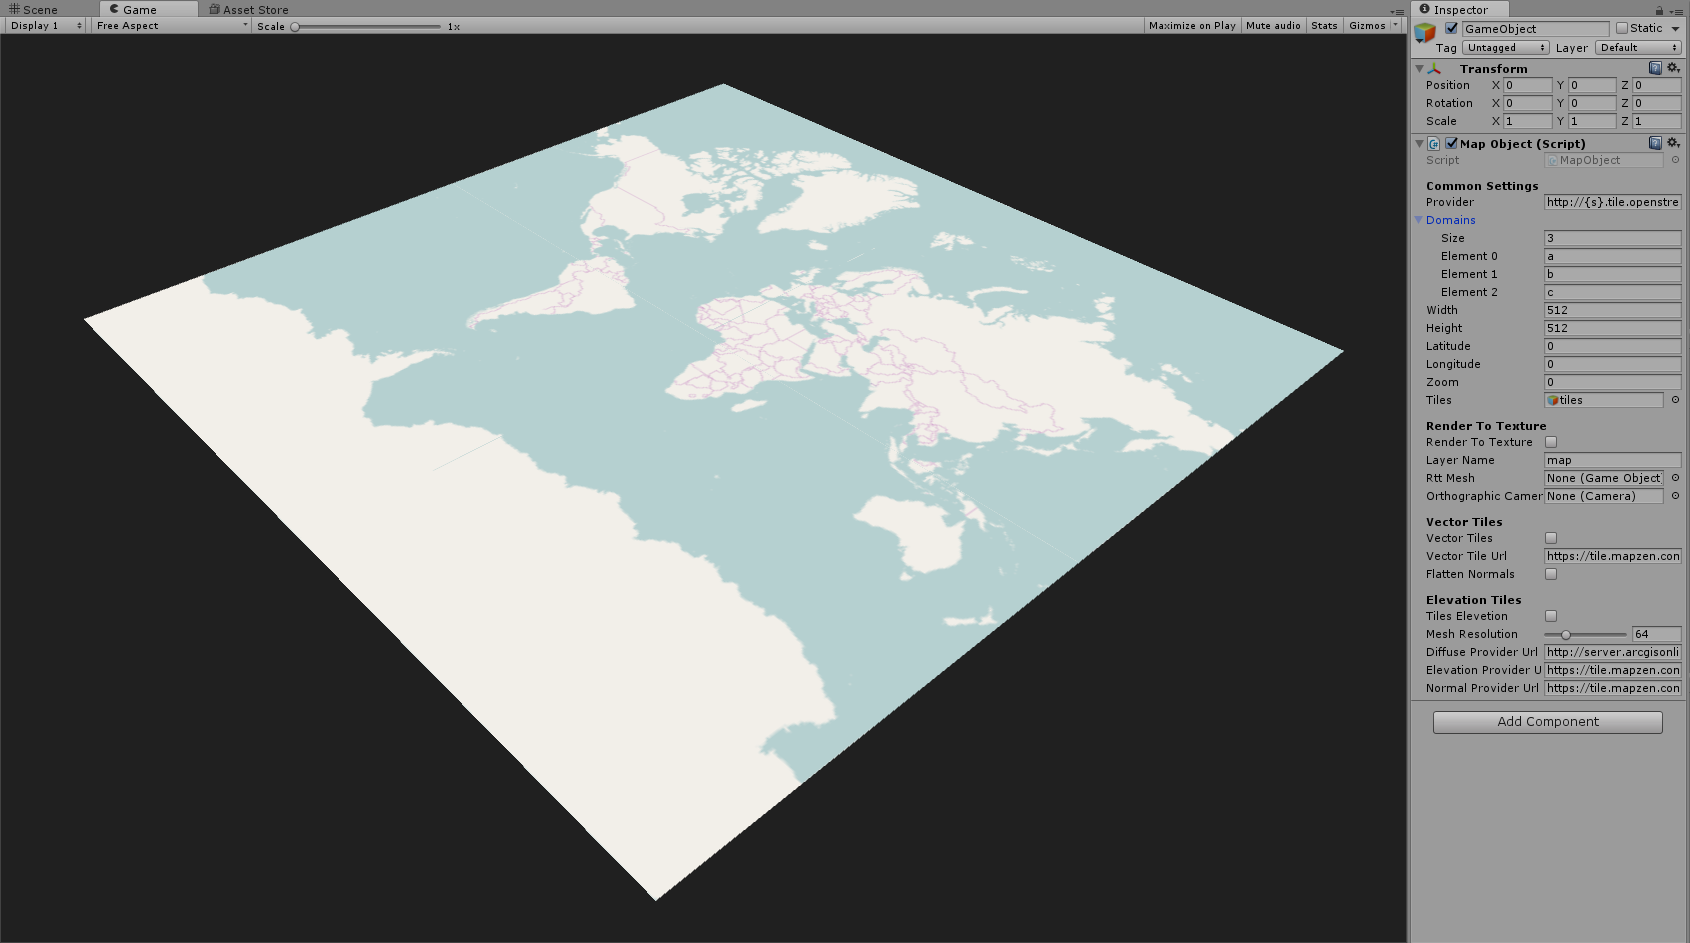 Scene Game Asset Store
Display 1 Free Aspect Scale 1x Maximize on Play Mute audio Stats Gizmos
Inspector
GameObject Static
Tag Untagged Layer Default
Transform
Position X 0 Y 0 Z 0
Rotation X 0 Y 0 Z 0
Scale X 1 Y 1 Z 1
C# Map Object (Script)
Script MapObject
Common Settings
Provider http://{s}.tile.openstre
Domains
Size 3
Element 0 a
Element 1 b
Element 2 c
Width 512
Height 512
Latitude 0
Longitude 0
Zoom 0
Tiles tiles
Render To Texture
Render To Texture
Layer Name map
Rtt Mesh None (Game Object
Orthographic Camer None (Camera)
Vector Tiles
Vector Tiles
Vector Tile Url https://tile.mapzen.con
Flatten Normals
Elevation Tiles
Tiles Elevetion
Mesh Resolution 64
Diffuse Provider Url http://server.arcgisonli
Elevation Provider U https://tile.mapzen.con
Normal Provider Url https://tile.mapzen.con
Add Component